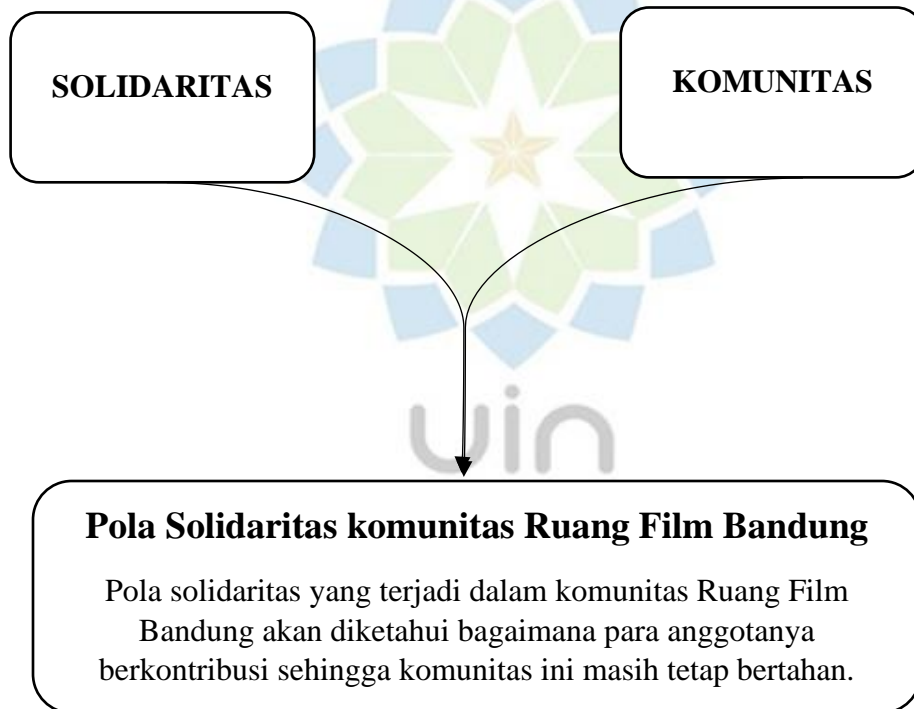 SOLIDARITAS
KOMUNITAS
uin
Pola Solidaritas komunitas Ruang Film Bandung
Pola solidaritas yang terjadi dalam komunitas Ruang Film
Bandung akan diketahui bagaimana para anggotanya
berkontribusi sehingga komunitas ini masih tetap bertahan.